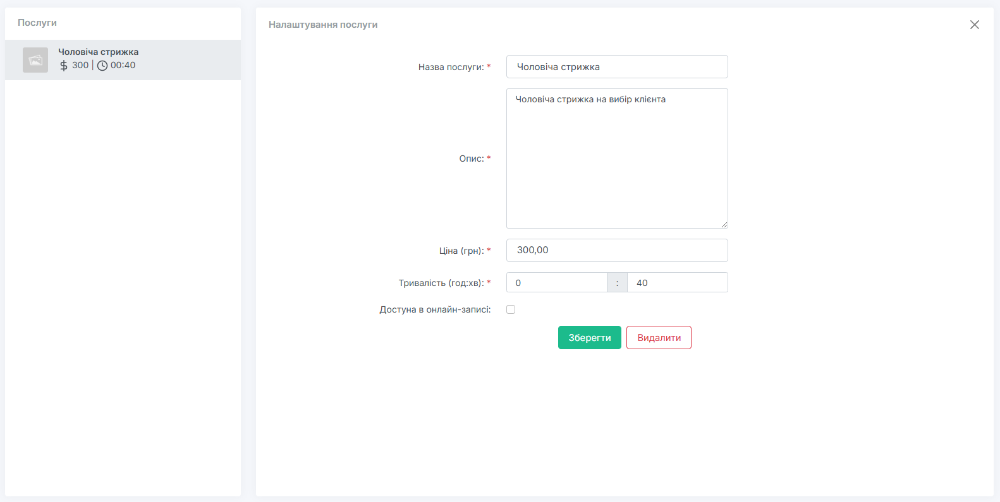 Послуги
Чоловіча стрижка
$ 300 | 00:40
Налаштування послуги
Назва послуги: *
Чоловіча стрижка
Опис: *
Чоловіча стрижка на вибір клієнта
Ціна (грн): *
300,00
Тривалість (год:хв): *
0 : 40
Достуна в онлайн-записі:
Зберегти
Видалити